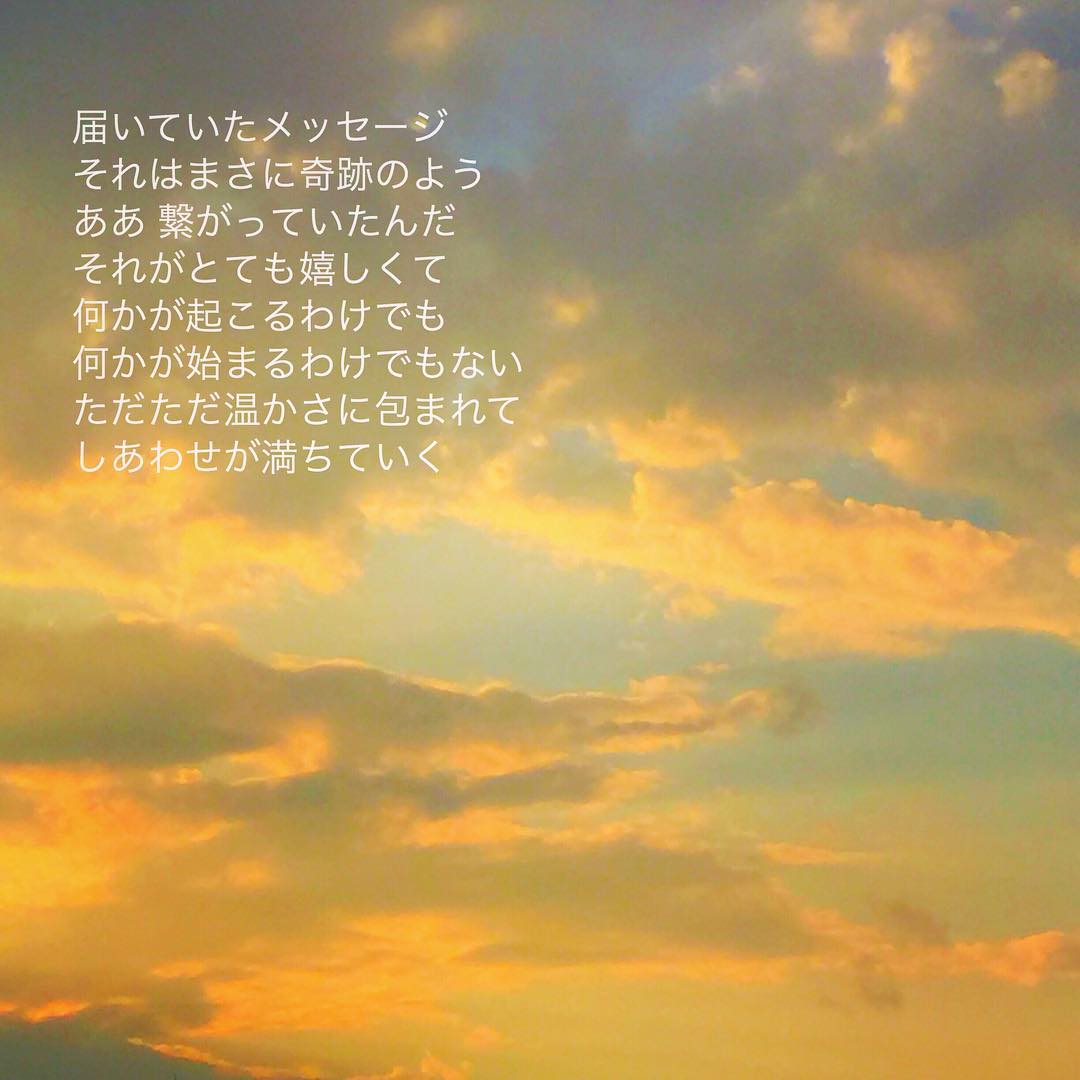 届いていたメッセージ
それはまさに奇跡のよう
ああ 繋がっていたんだ
それがとても嬉しくて
何かが起こるわけでも
何かが始まるわけでもない
ただただ温かさに包まれて
しあわせが満ちていく